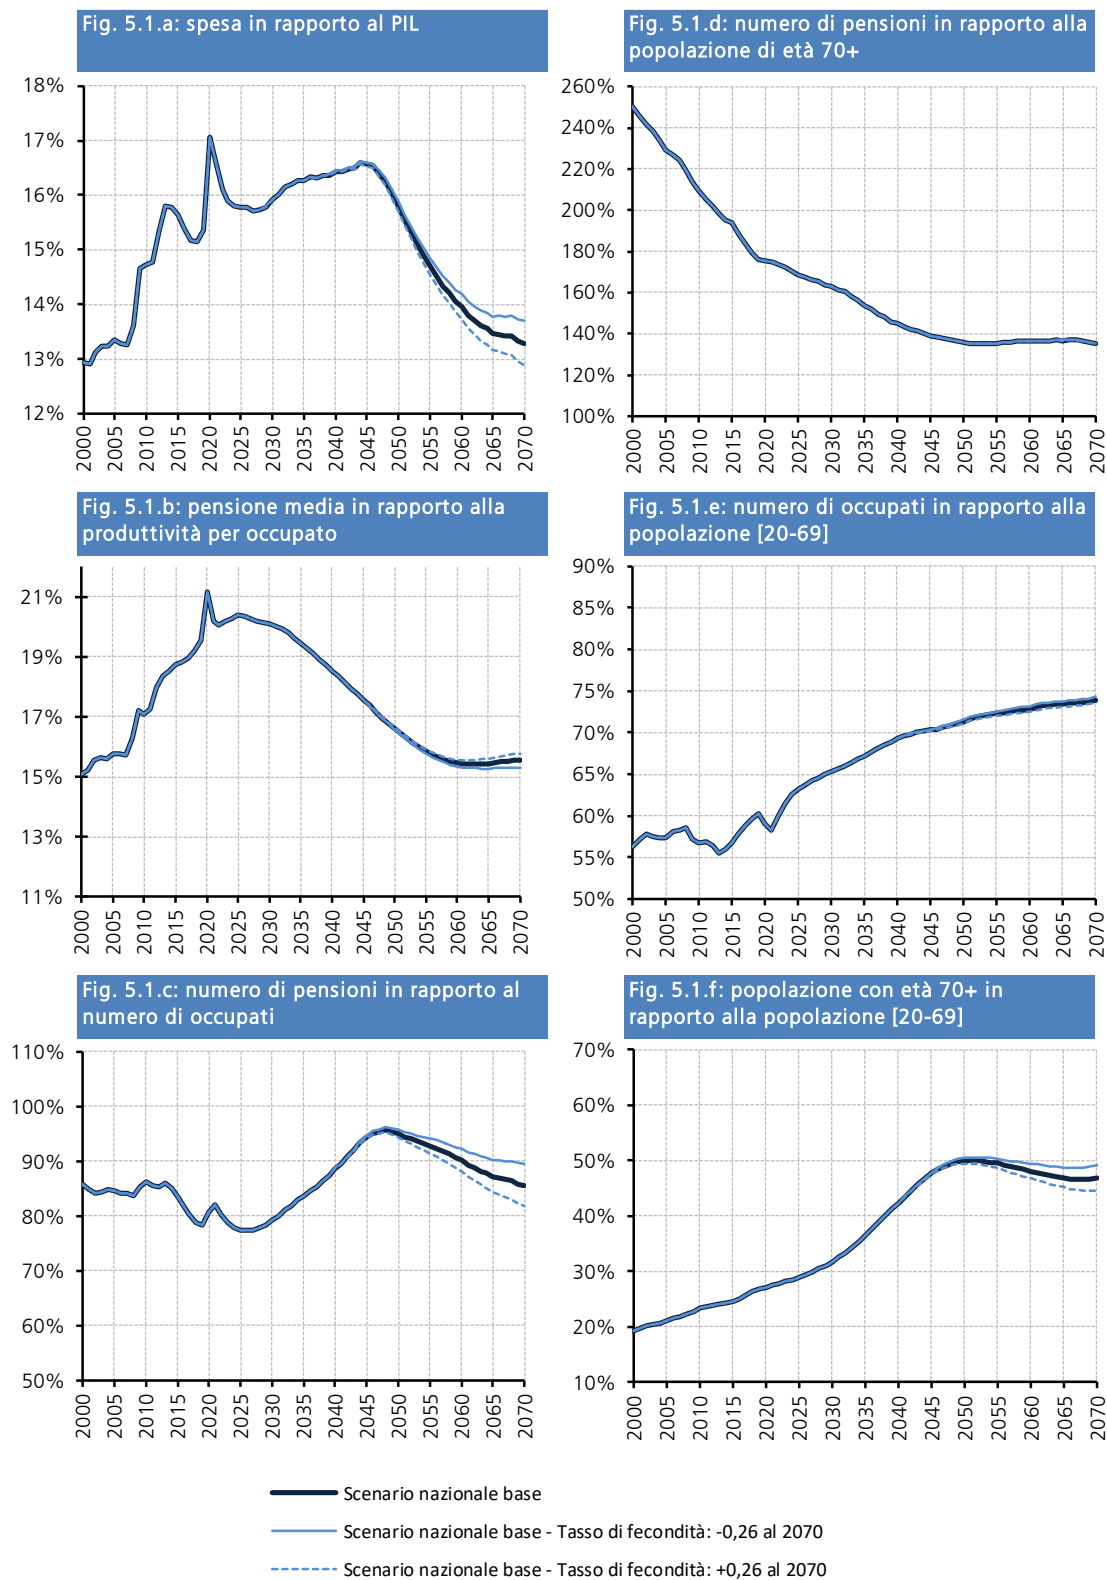 Fig. 5.1.a: spesa in rapporto al PIL
18%
17%
16%
15%
14%
13%
12%
2000 2005 2010 2015 2020 2025 2030 2035 2040 2045 2050 2055 2060 2065 2070
Fig. 5.1.d: numero di pensioni in rapporto alla
popolazione di età 70+
260%
240%
220%
200%
180%
160%
140%
120%
100%
2000 2005 2010 2015 2020 2025 2030 2035 2040 2045 2050 2055 2060 2065 2070
Fig. 5.1.b: pensione media in rapporto alla
produttività per occupato
21%
19%
17%
15%
13%
11%
2000 2005 2010 2015 2020 2025 2030 2035 2040 2045 2050 2055 2060 2065 2070
Fig. 5.1.e: numero di occupati in rapporto alla
popolazione [20-69]
90%
85%
80%
75%
70%
65%
60%
55%
50%
2000 2005 2010 2015 2020 2025 2030 2035 2040 2045 2050 2055 2060 2065 2070
Fig. 5.1.c: numero di pensioni in rapporto al
numero di occupati
110%
100%
90%
80%
70%
60%
50%
2000 2005 2010 2015 2020 2025 2030 2035 2040 2045 2050 2055 2060 2065 2070
Fig. 5.1.f: popolazione con età 70+ in
rapporto alla popolazione [20-69]
70%
60%
50%
40%
30%
20%
10%
2000 2005 2010 2015 2020 2025 2030 2035 2040 2045 2050 2055 2060 2065 2070
Scenario nazionale base
Scenario nazionale base - Tasso di fecondità: -0,26 al 2070
Scenario nazionale base - Tasso di fecondità: +0,26 al 2070